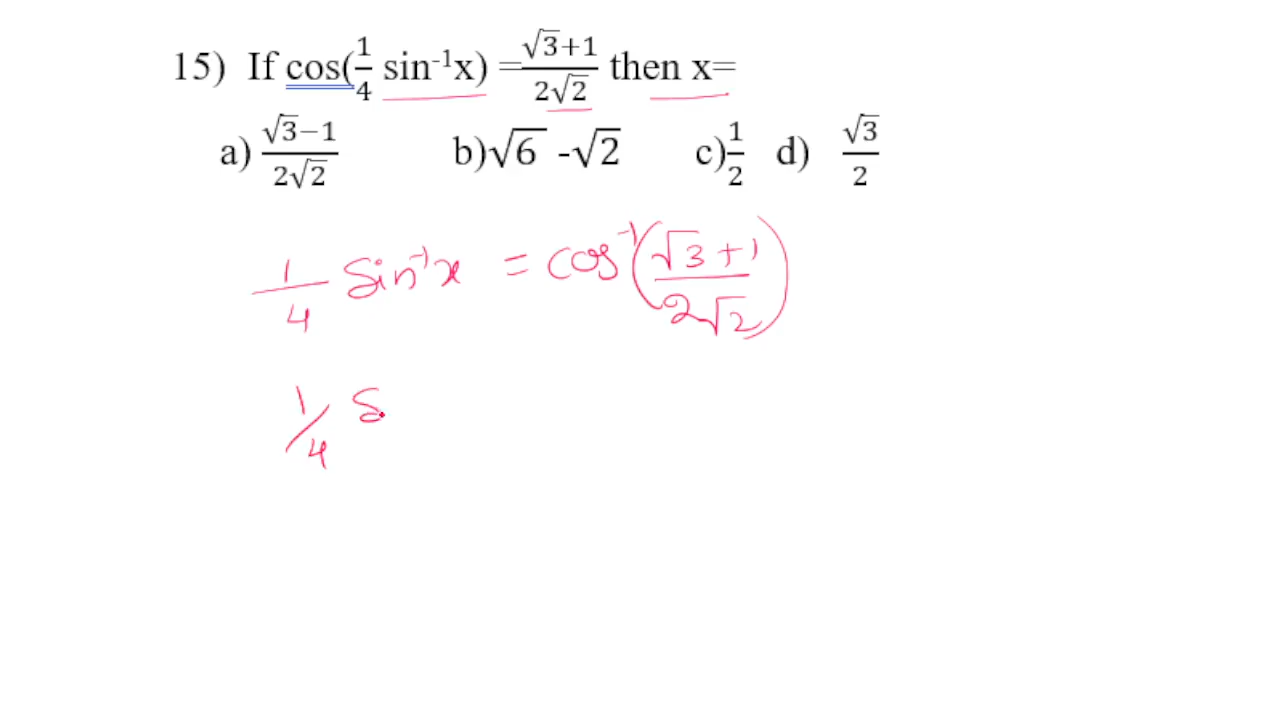 15) If cos(1/4 sin⁻¹x) = (√3+1)/(2√2) then x=
a) (√3−1)/(2√2) b)√6 -√2 c) 1/2 d) √3/2
1/4 Sin⁻¹x = cos⁻¹((√3+1)/(2√2))
1/4 S